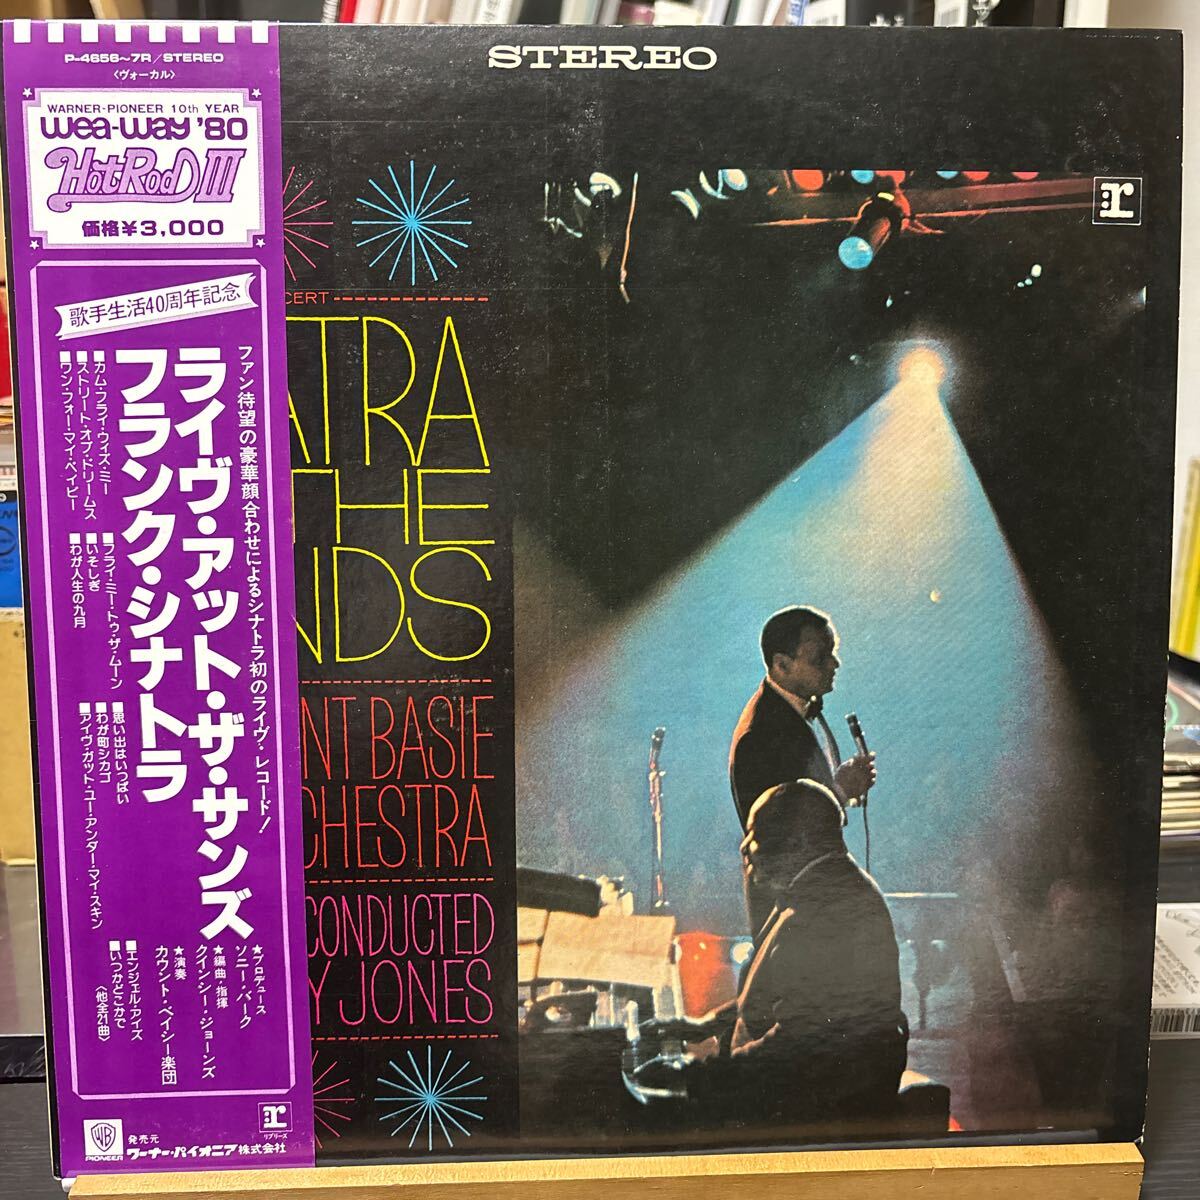 P-4656~7R/STEREO
〈ヴォーカル〉
WARNER-PIONEER 10th YEAR
wea-way '80
HotRod III
価格¥3,000
歌手生活40周年記念
ファン待望の豪華顔合わせによるシナトラ初のライヴ・レコード!
ライヴ・アット・ザ・サンズ
フランク・シナトラ
■カム・フライ・ウィズ・ミー
■ストリート・オブ・ドリームス
■ワン・フォー・マイ・ベイビー
■フライ・ミー・トゥ・ザ・ムーン
■いそしぎ
■わが人生の九月
■思い出はいっぱい
■わが町シカゴ
■アイヴ・ガット・ユー・アンダー・マイ・スキン
■エンジェル・アイズ
■いつかどこかで
〈他全21曲〉
★プロデュース
ソニー・バーク
★編曲・指揮
クインシー・ジョーンズ
★演奏
カウント・ベイシー楽団
WB
PIONEER
発売元
ワーナー・パイオニア株式会社
r
リプリーズ
STEREO
CERT
ATRA
THE
NDS
NT BASIE
CHESTRA
CONDUCTED
Y JONES
r